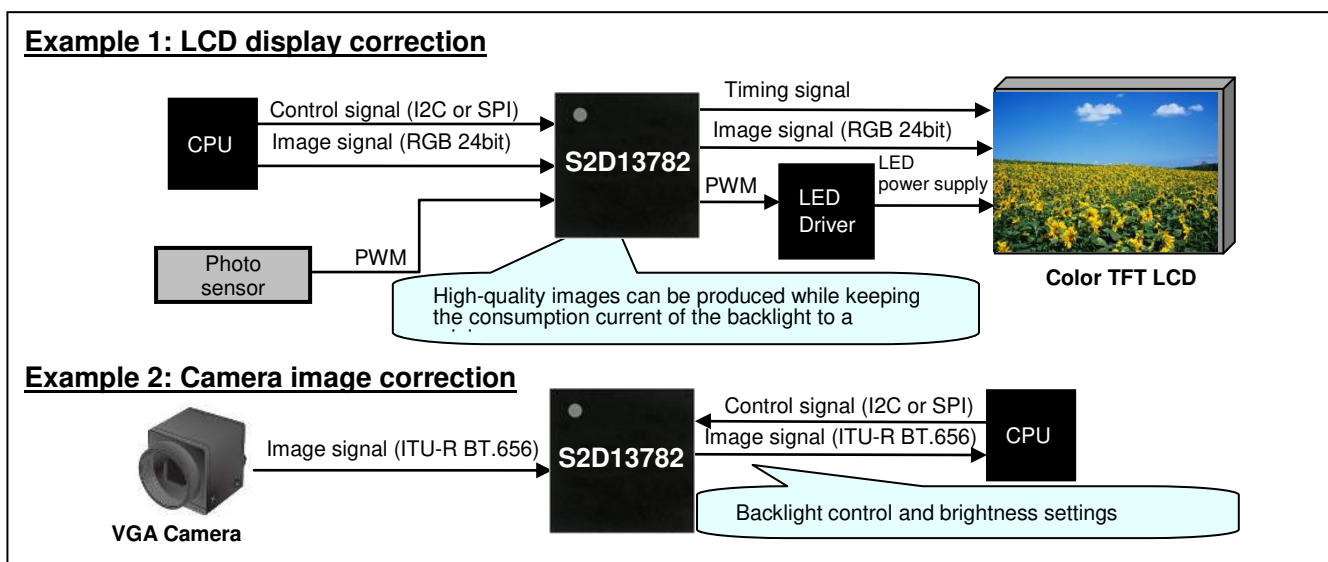 Example 1: LCD display correction
CPU
Control signal (I2C or SPI)
Image signal (RGB 24bit)
Photo
sensor
PWM
S2D13782
Timing signal
Image signal (RGB 24bit)
PWM
LED
Driver
LED
power supply
Color TFT LCD
High-quality images can be produced while keeping
the consumption current of the backlight to a
Example 2: Camera image correction
VGA Camera
Image signal (ITU-R BT.656)
S2D13782
Control signal (I2C or SPI)
Image signal (ITU-R BT.656)
CPU
Backlight control and brightness settings